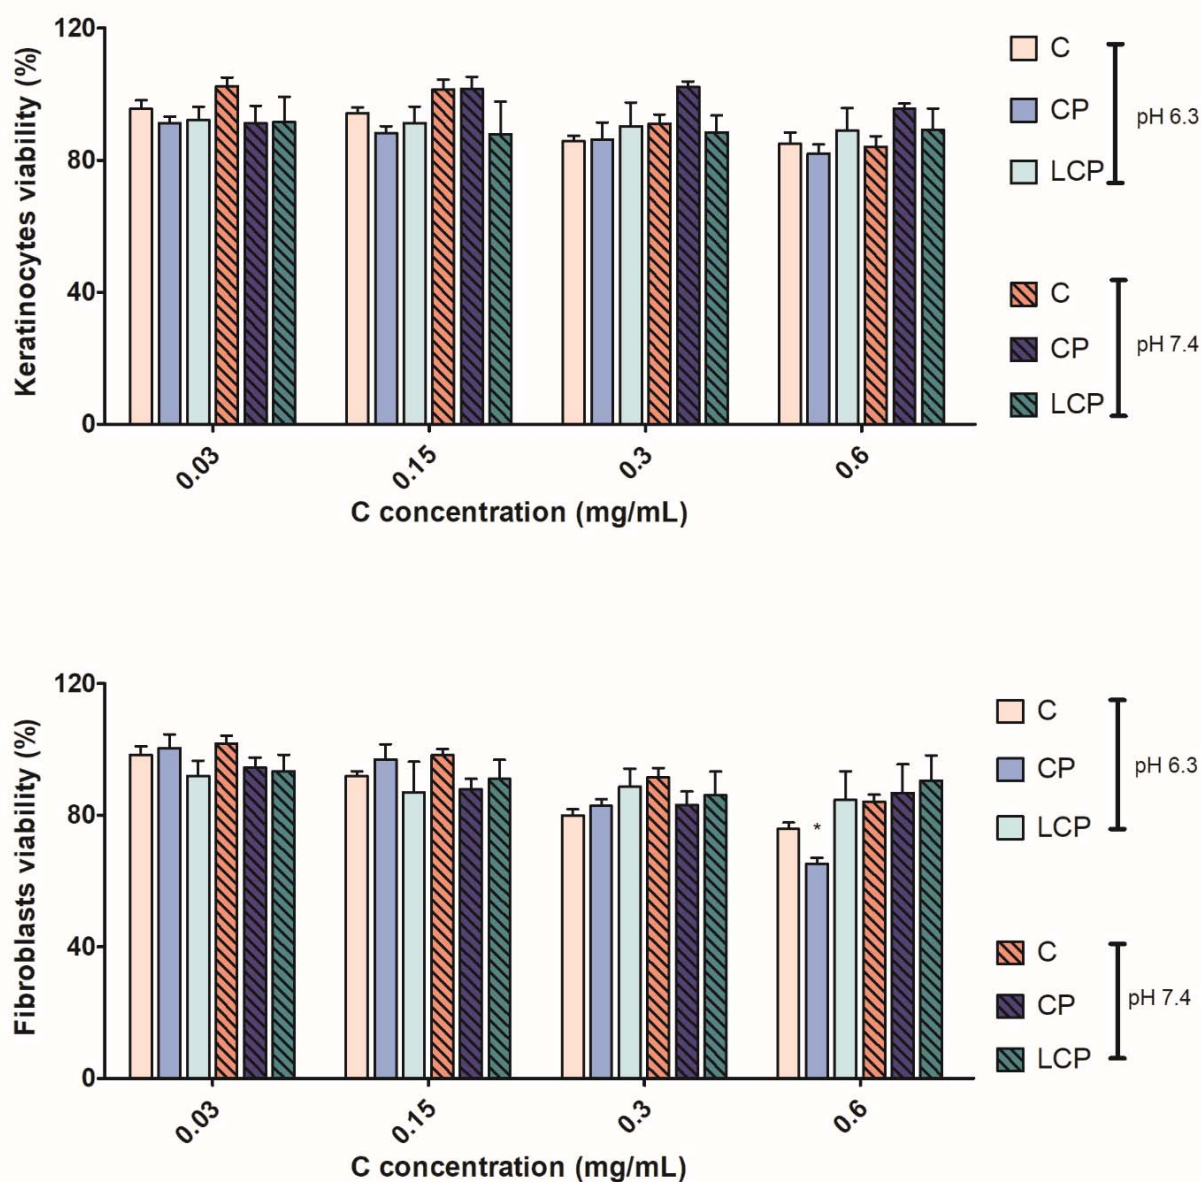 Keratinocytes viability (%)
120
80
40
0
0.03
0.15
0.3
0.6
C concentration (mg/mL)
C
CP
LCP
pH 6.3
C
CP
LCP
pH 7.4
Fibroblasts viability (%)
120
80
40
0
*
0.03
0.15
0.3
0.6
C concentration (mg/mL)
C
CP
LCP
pH 6.3
C
CP
LCP
pH 7.4